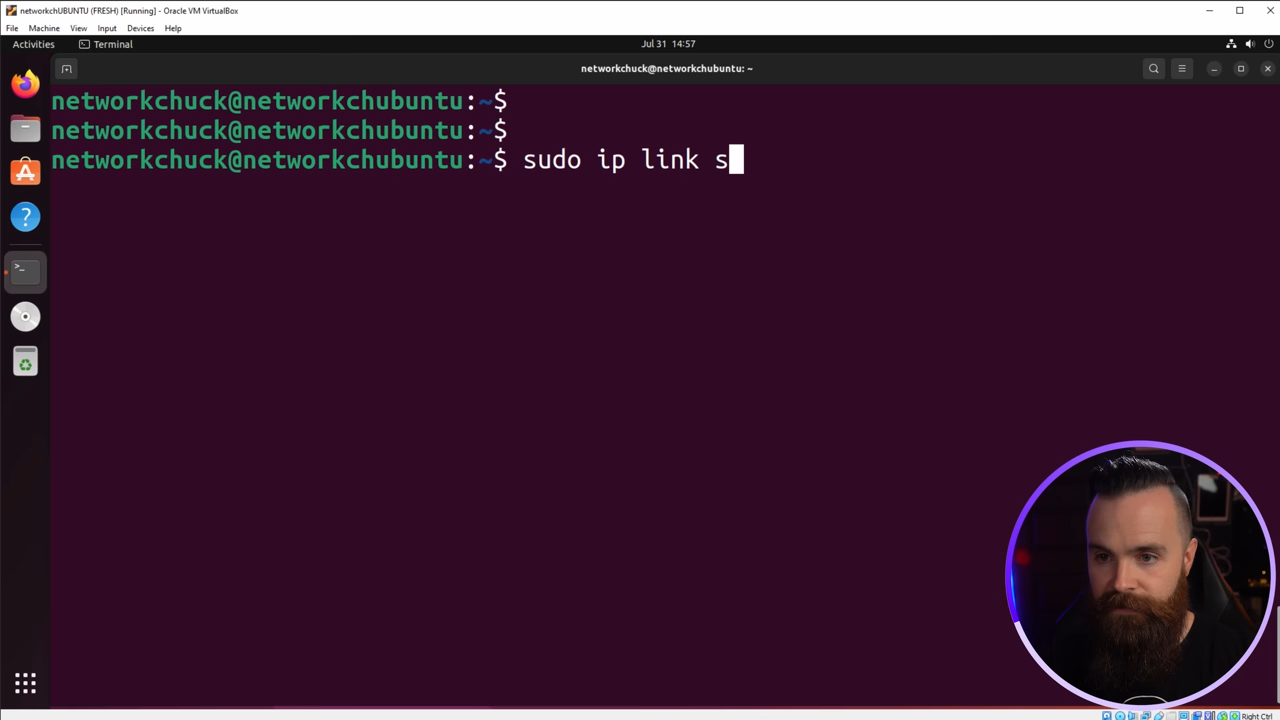 networkchUBUNTU (FRESH) [Running] - Oracle VM VirtualBox
File Machine View Input Devices Help
Activities Terminal Jul 31 14:57
networkchuck@networkchubuntu: ~
networkchuck@networkchubuntu:~$
networkchuck@networkchubuntu:~$
networkchuck@networkchubuntu:~$ sudo ip link s
Right Ctrl